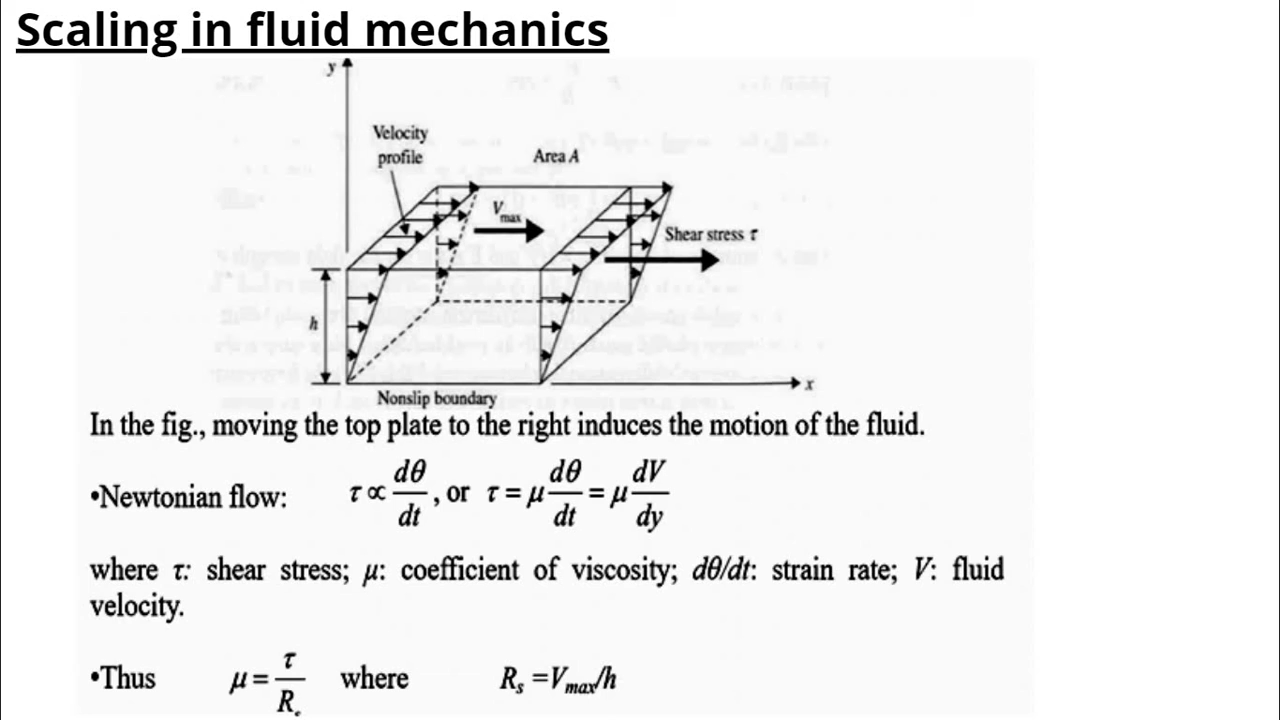 Scaling in fluid mechanics
y
Velocity
profile
Area A
V_max
Shear stress τ
h
x
Nonslip boundary
In the fig., moving the top plate to the right induces the motion of the fluid.
•Newtonian flow: τ ∝ dθ/dt, or τ = μ dθ/dt = μ dV/dy
where τ: shear stress; μ: coefficient of viscosity; dθ/dt: strain rate; V: fluid
velocity.
•Thus μ = τ/R_s where R_s =V_max/h